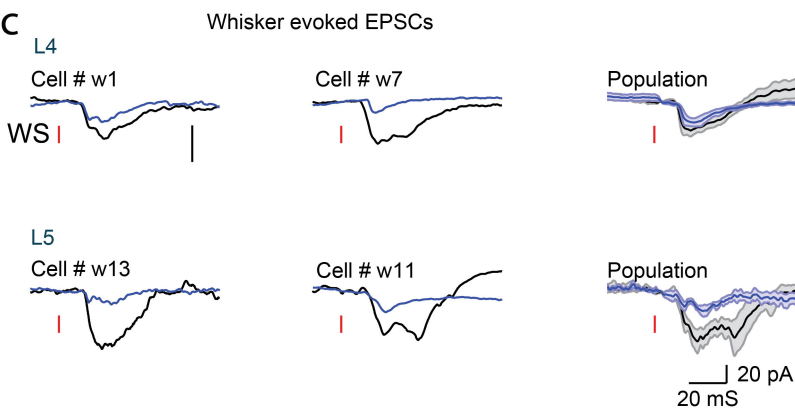 C
Whisker evoked EPSCs
L4
Cell # w1
Cell # w7
Population
WS
L5
Cell # w13
Cell # w11
Population
20 pA
20 mS